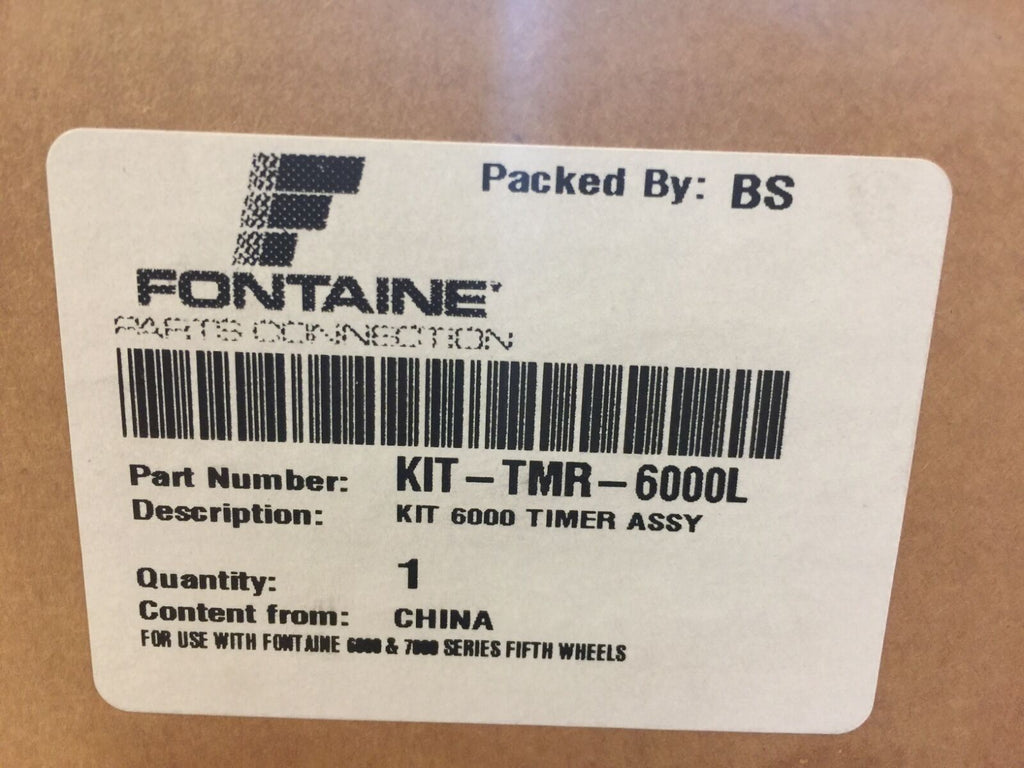 Packed By: BS
FONTAINE
PARTS CONNECTION
Part Number: KIT-TMR-6000L
Description: KIT 6000 TIMER ASSY
Quantity: 1
Content from: CHINA
FOR USE WITH FONTAINE 6000 & 7000 SERIES FIFTH WHEELS